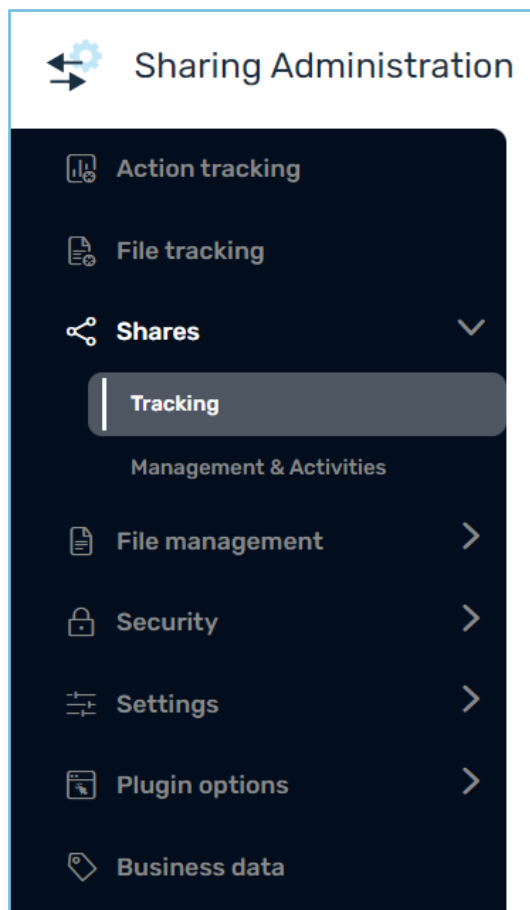 Sharing Administration
Action tracking
File tracking
Shares
Tracking
Management & Activities
File management
Security
Settings
Plugin options
Business data